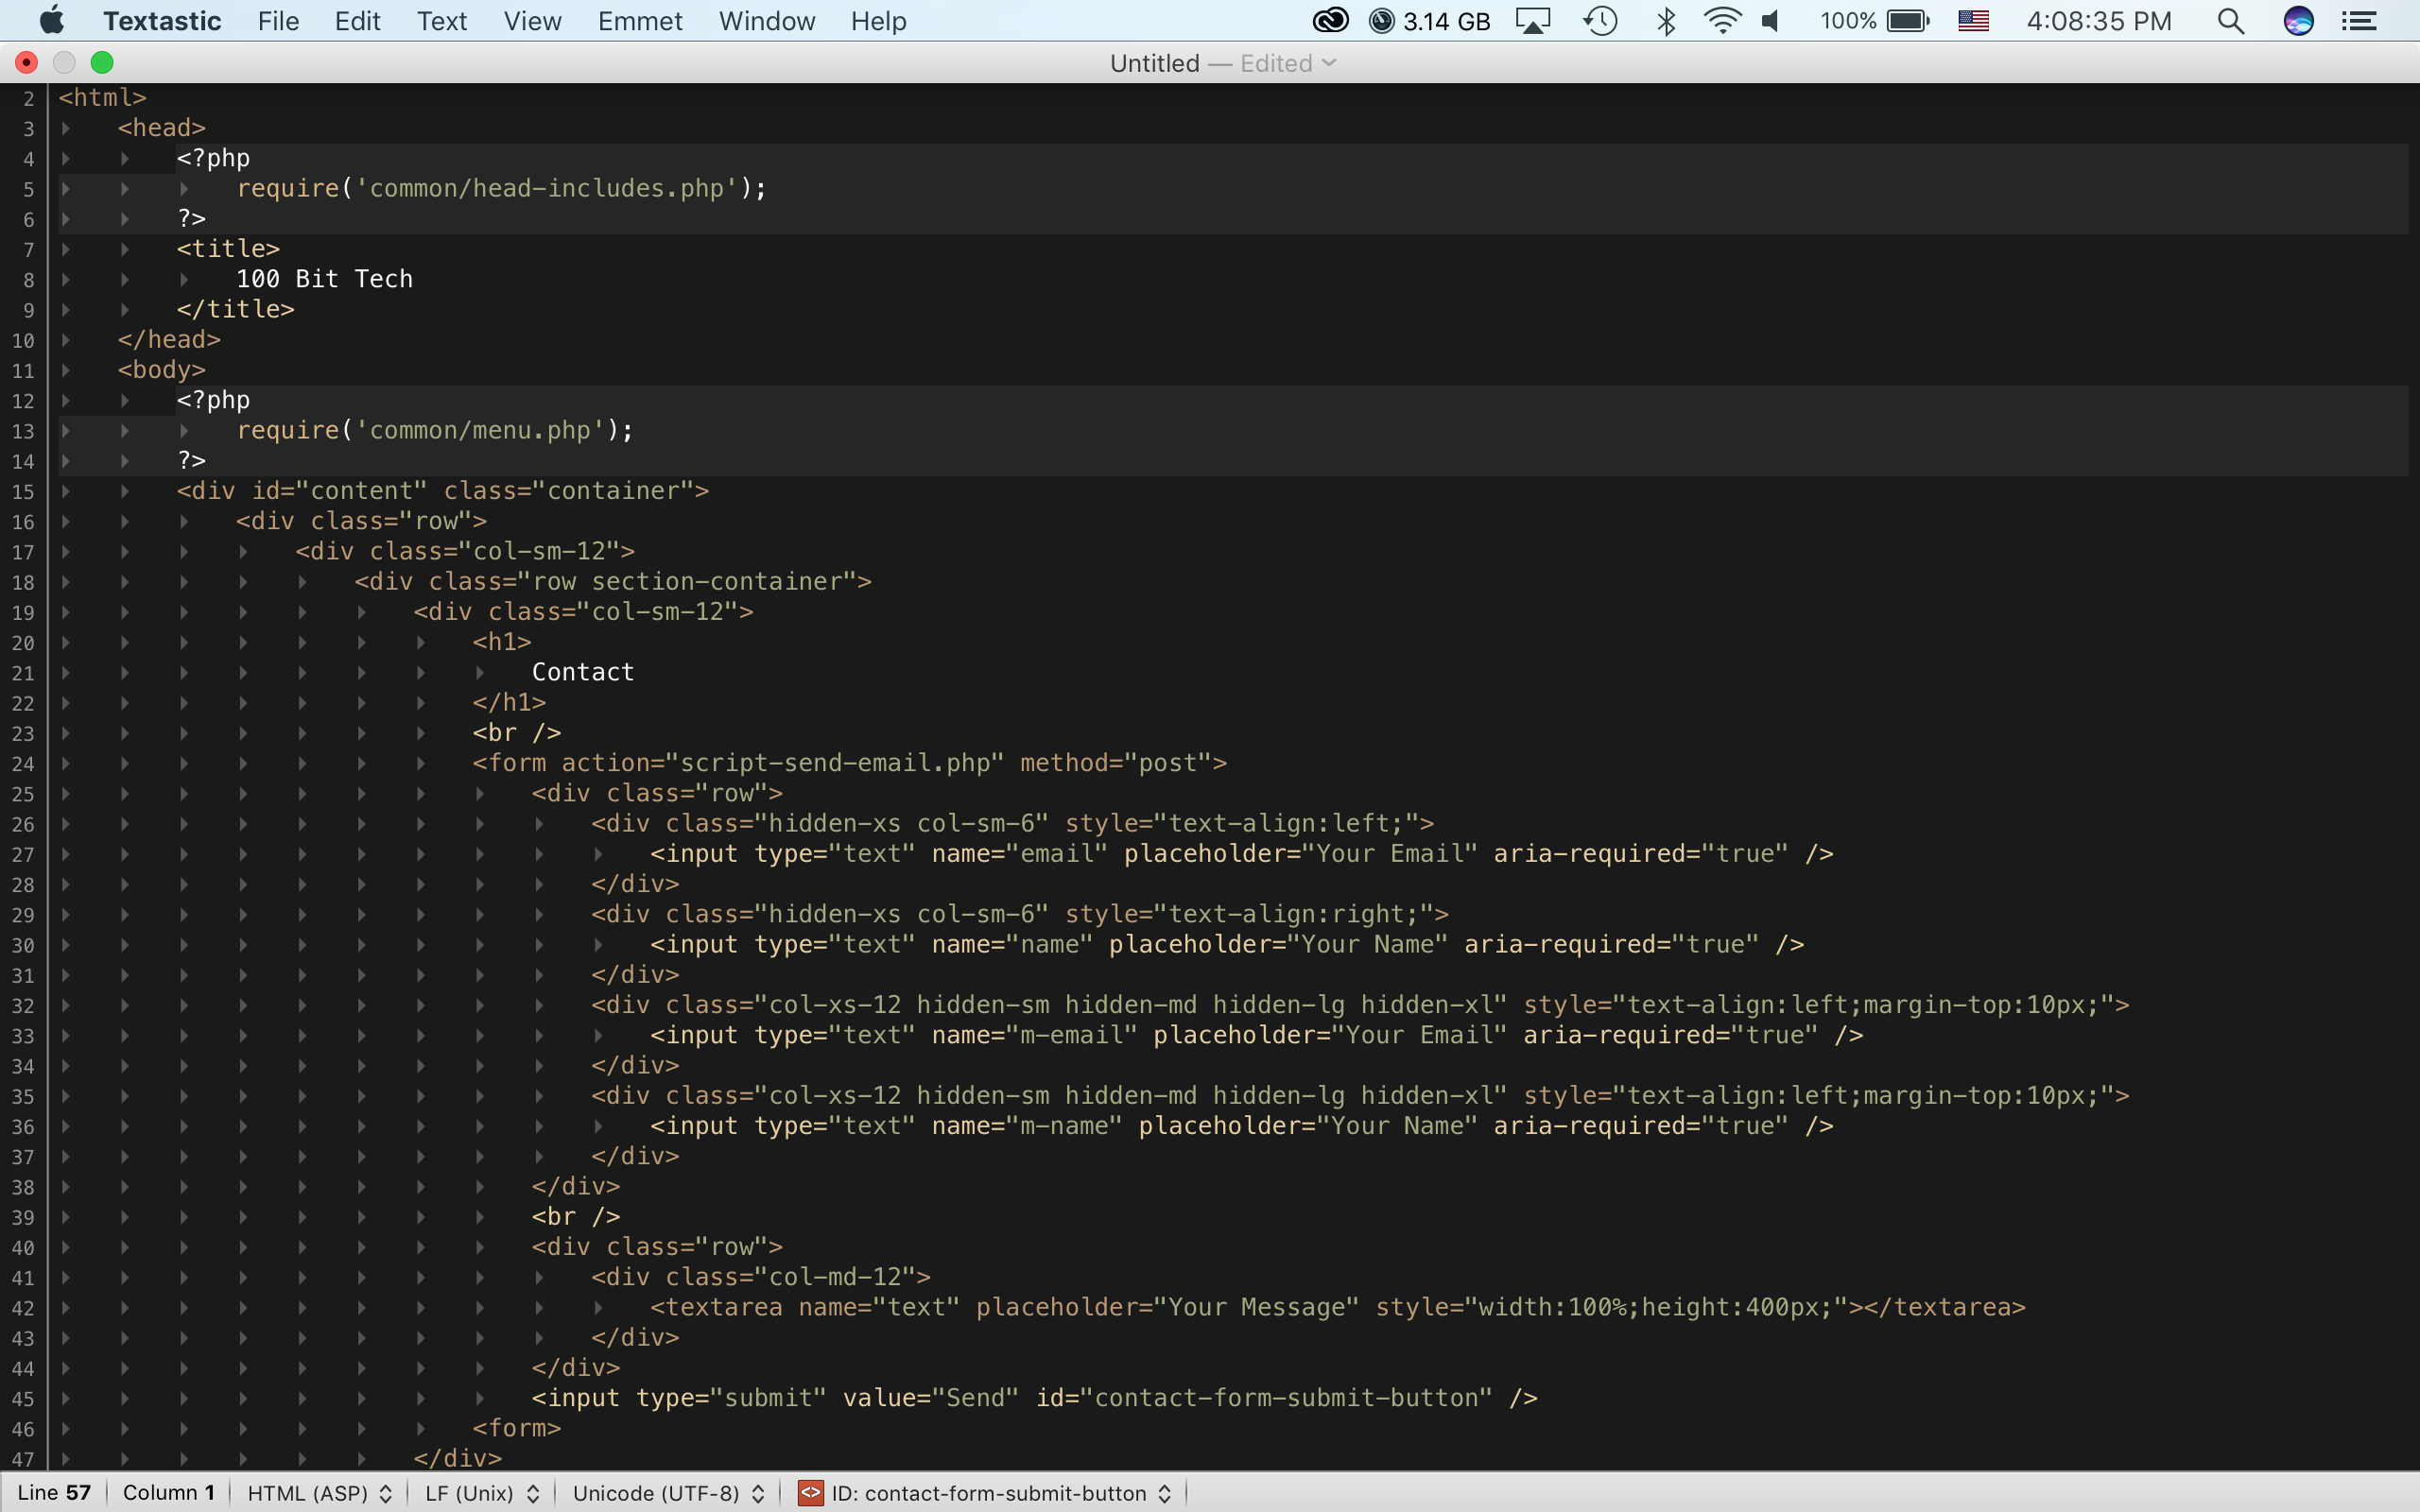 Textastic File Edit Text View Emmet Window Help 3.14 GB 100% 4:08:35 PM
Untitled — Edited
2 <html>
3 <head>
4 <?php
5 require('common/head-includes.php');
6 ?>
7 <title>
8 100 Bit Tech
9 </title>
10 </head>
11 <body>
12 <?php
13 require('common/menu.php');
14 ?>
15 <div id="content" class="container">
16 <div class="row">
17 <div class="col-sm-12">
18 <div class="row section-container">
19 <div class="col-sm-12">
20 <h1>
21 Contact
22 </h1>
23 <br />
24 <form action="script-send-email.php" method="post">
25 <div class="row">
26 <div class="hidden-xs col-sm-6" style="text-align:left;">
27 <input type="text" name="email" placeholder="Your Email" aria-required="true" />
28 </div>
29 <div class="hidden-xs col-sm-6" style="text-align:right;">
30 <input type="text" name="name" placeholder="Your Name" aria-required="true" />
31 </div>
32 <div class="col-xs-12 hidden-sm hidden-md hidden-lg hidden-xl" style="text-align:left;margin-top:10px;">
33 <input type="text" name="m-email" placeholder="Your Email" aria-required="true" />
34 </div>
35 <div class="col-xs-12 hidden-sm hidden-md hidden-lg hidden-xl" style="text-align:left;margin-top:10px;">
36 <input type="text" name="m-name" placeholder="Your Name" aria-required="true" />
37 </div>
38 </div>
39 <br />
40 <div class="row">
41 <div class="col-md-12">
42 <textarea name="text" placeholder="Your Message" style="width:100%;height:400px;"></textarea>
43 </div>
44 </div>
45 <input type="submit" value="Send" id="contact-form-submit-button" />
46 <form>
47 </div>
Line 57 Column 1 HTML (ASP) LF (Unix) Unicode (UTF-8) <> ID: contact-form-submit-button